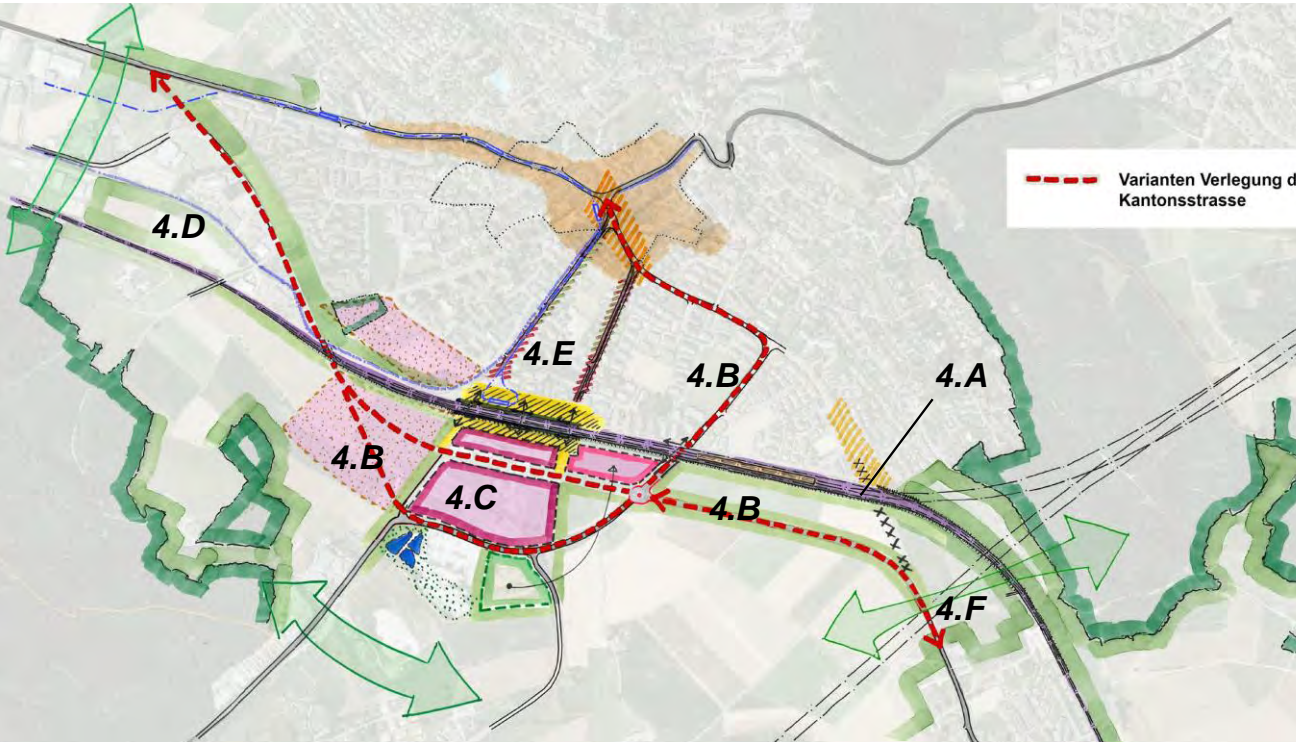 Varianten Verlegung d
Kantonsstrasse
4.D
4.E
4.B
4.A
4.B
4.C
4.B
4.F